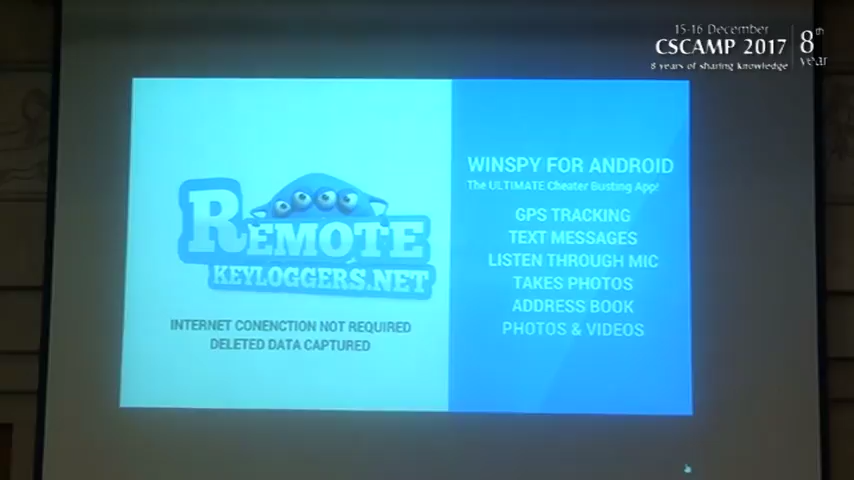 15-16 December
CSCAMP 2017
8 years of sharing knowledge
8th
year
REMOTE
KEYLOGGERS.NET
INTERNET CONENCTION NOT REQUIRED
DELETED DATA CAPTURED
WINSPY FOR ANDROID
The ULTIMATE Cheater Busting App!
GPS TRACKING
TEXT MESSAGES
LISTEN THROUGH MIC
TAKES PHOTOS
ADDRESS BOOK
PHOTOS & VIDEOS